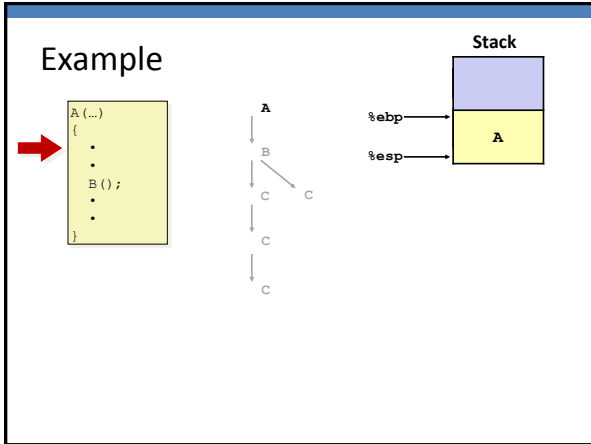 Example
Stack
A(…)
{
•
•
B();
•
•
}
A
B
C C
C
C
%ebp
%esp
A